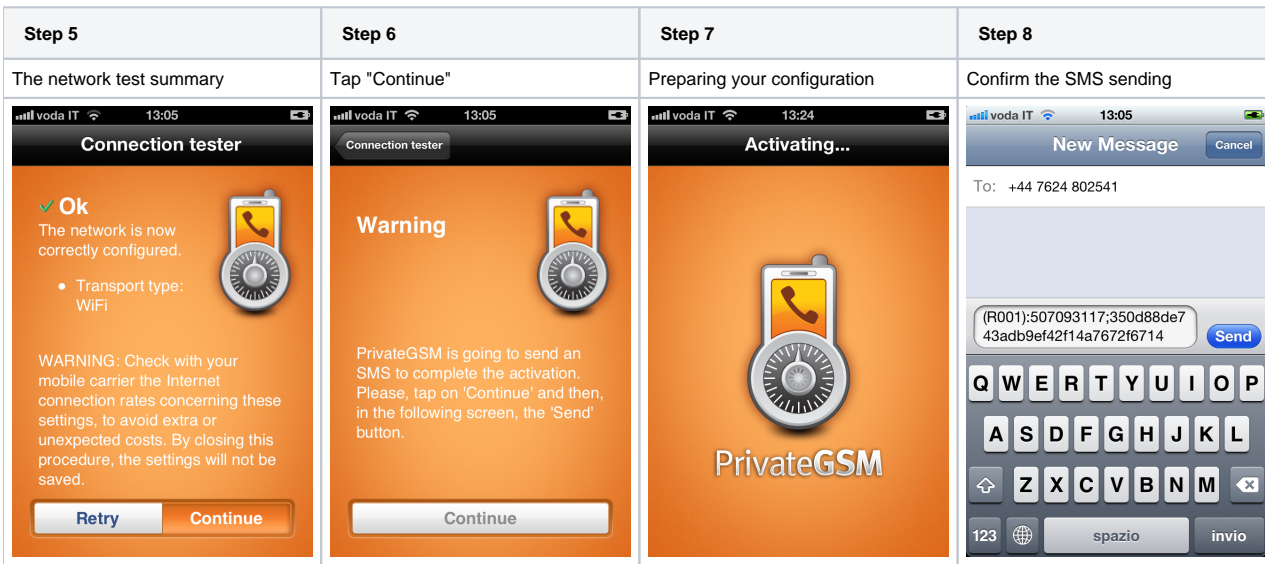 Step 5
Step 6
Step 7
Step 8
The network test summary
Tap "Continue"
Preparing your configuration
Confirm the SMS sending
voda IT 13:05
Connection tester
Ok
The network is now
correctly configured.
• Transport type:
WiFi
WARNING: Check with your
mobile carrier the Internet
connection rates concerning these
settings, to avoid extra or
unexpected costs. By closing this
procedure, the settings will not be
saved.
Retry Continue
voda IT 13:05
Connection tester
Warning
PrivateGSM is going to send an
SMS to complete the activation.
Please, tap on 'Continue' and then,
in the following screen, the 'Send'
button.
Continue
voda IT 13:24
Activating...
PrivateGSM
voda IT 13:05
New Message Cancel
To: +44 7624 802541
(R001):507093117;350d88de7
43adb9ef42f14a7672f6714
Send
Q W E R T Y U I O P
A S D F G H J K L
Z X C V B N M
123 spazio invio